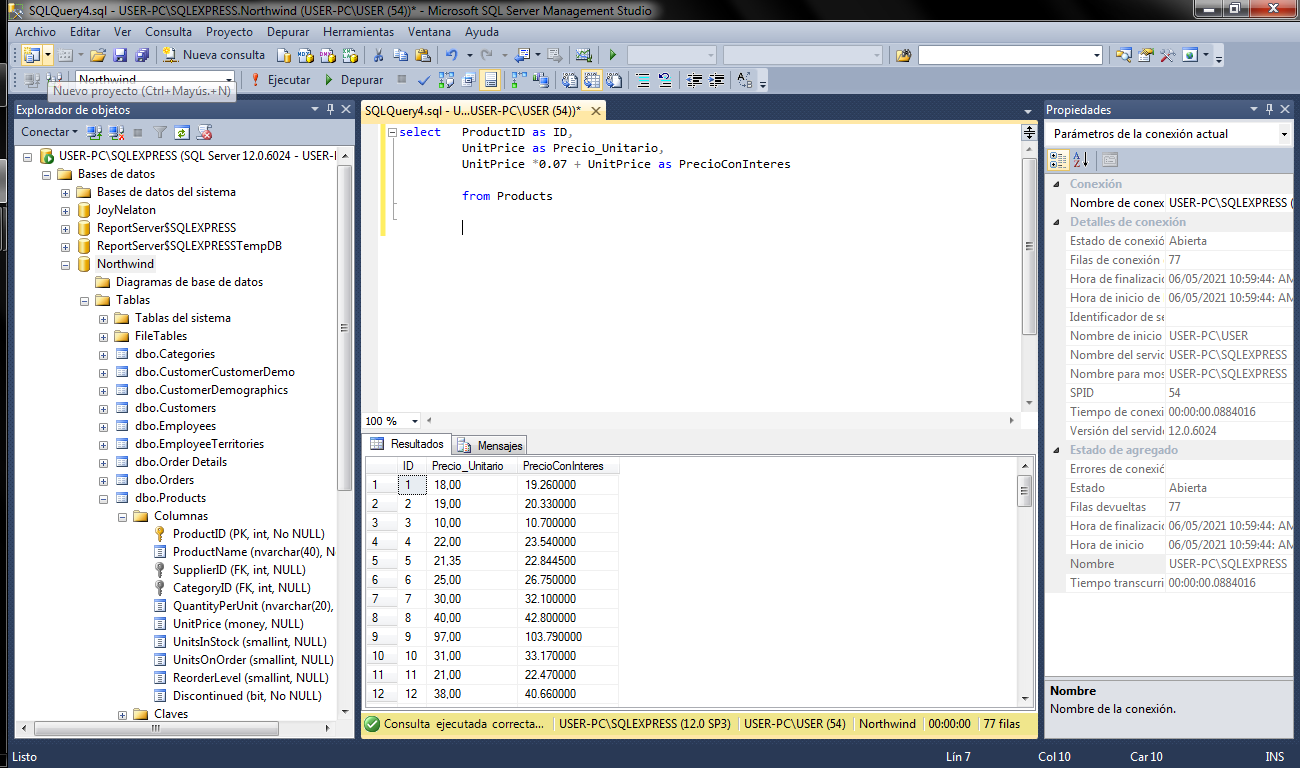 SQLQuery4.sql - USER-PC\SQLEXPRESS.Northwind (USER-PC\USER (54))* - Microsoft SQL Server Management Studio
Archivo Editar Ver Consulta Proyecto Depurar Herramientas Ventana Ayuda
Nueva consulta
Northwind Ejecutar Depurar
Nuevo proyecto (Ctrl+Mayús.+N)
Explorador de objetos
Conectar
USER-PC\SQLEXPRESS (SQL Server 12.0.6024 - USER-
Bases de datos
Bases de datos del sistema
JoyNelaton
ReportServer$SQLEXPRESS
ReportServer$SQLEXPRESSTempDB
Northwind
Diagramas de base de datos
Tablas
Tablas del sistema
FileTables
dbo.Categories
dbo.CustomerCustomerDemo
dbo.CustomerDemographics
dbo.Customers
dbo.Employees
dbo.EmployeeTerritories
dbo.Order Details
dbo.Orders
dbo.Products
Columnas
ProductID (PK, int, No NULL)
ProductName (nvarchar(40), N
SupplierID (FK, int, NULL)
CategoryID (FK, int, NULL)
QuantityPerUnit (nvarchar(20),
UnitPrice (money, NULL)
UnitsInStock (smallint, NULL)
UnitsOnOrder (smallint, NULL)
ReorderLevel (smallint, NULL)
Discontinued (bit, No NULL)
Claves
SQLQuery4.sql - U...USER-PC\USER (54))*
select ProductID as ID,
UnitPrice as Precio_Unitario,
UnitPrice *0.07 + UnitPrice as PrecioConInteres
from Products
100 %
Resultados Mensajes
ID Precio_Unitario PrecioConInteres
1 1 18,00 19.260000
2 2 19,00 20.330000
3 3 10,00 10.700000
4 4 22,00 23.540000
5 5 21,35 22.844500
6 6 25,00 26.750000
7 7 30,00 32.100000
8 8 40,00 42.800000
9 9 97,00 103.790000
10 10 31,00 33.170000
11 11 21,00 22.470000
12 12 38,00 40.660000
Consulta ejecutada correcta... USER-PC\SQLEXPRESS (12.0 SP3) USER-PC\USER (54) Northwind 00:00:00 77 filas
Propiedades
Parámetros de la conexión actual
Conexión
Nombre de conex USER-PC\SQLEXPRESS (
Detalles de conexión
Estado de conexió Abierta
Filas de conexión 77
Hora de finalizació 06/05/2021 10:59:44: AM
Hora de inicio de 06/05/2021 10:59:44: AM
Identificador de se
Nombre de inicio USER-PC\USER
Nombre del servic USER-PC\SQLEXPRESS
Nombre para mos USER-PC\SQLEXPRESS
SPID 54
Tiempo de conexi 00:00:00.0884016
Versión del servid 12.0.6024
Estado de agregado
Errores de conexió
Estado Abierta
Filas devueltas 77
Hora de finalizació 06/05/2021 10:59:44: AM
Hora de inicio 06/05/2021 10:59:44: AM
Nombre USER-PC\SQLEXPRESS
Tiempo transcurri 00:00:00.0884016
Nombre
Nombre de la conexión.
Listo Lín 7 Col 10 Car 10 INS